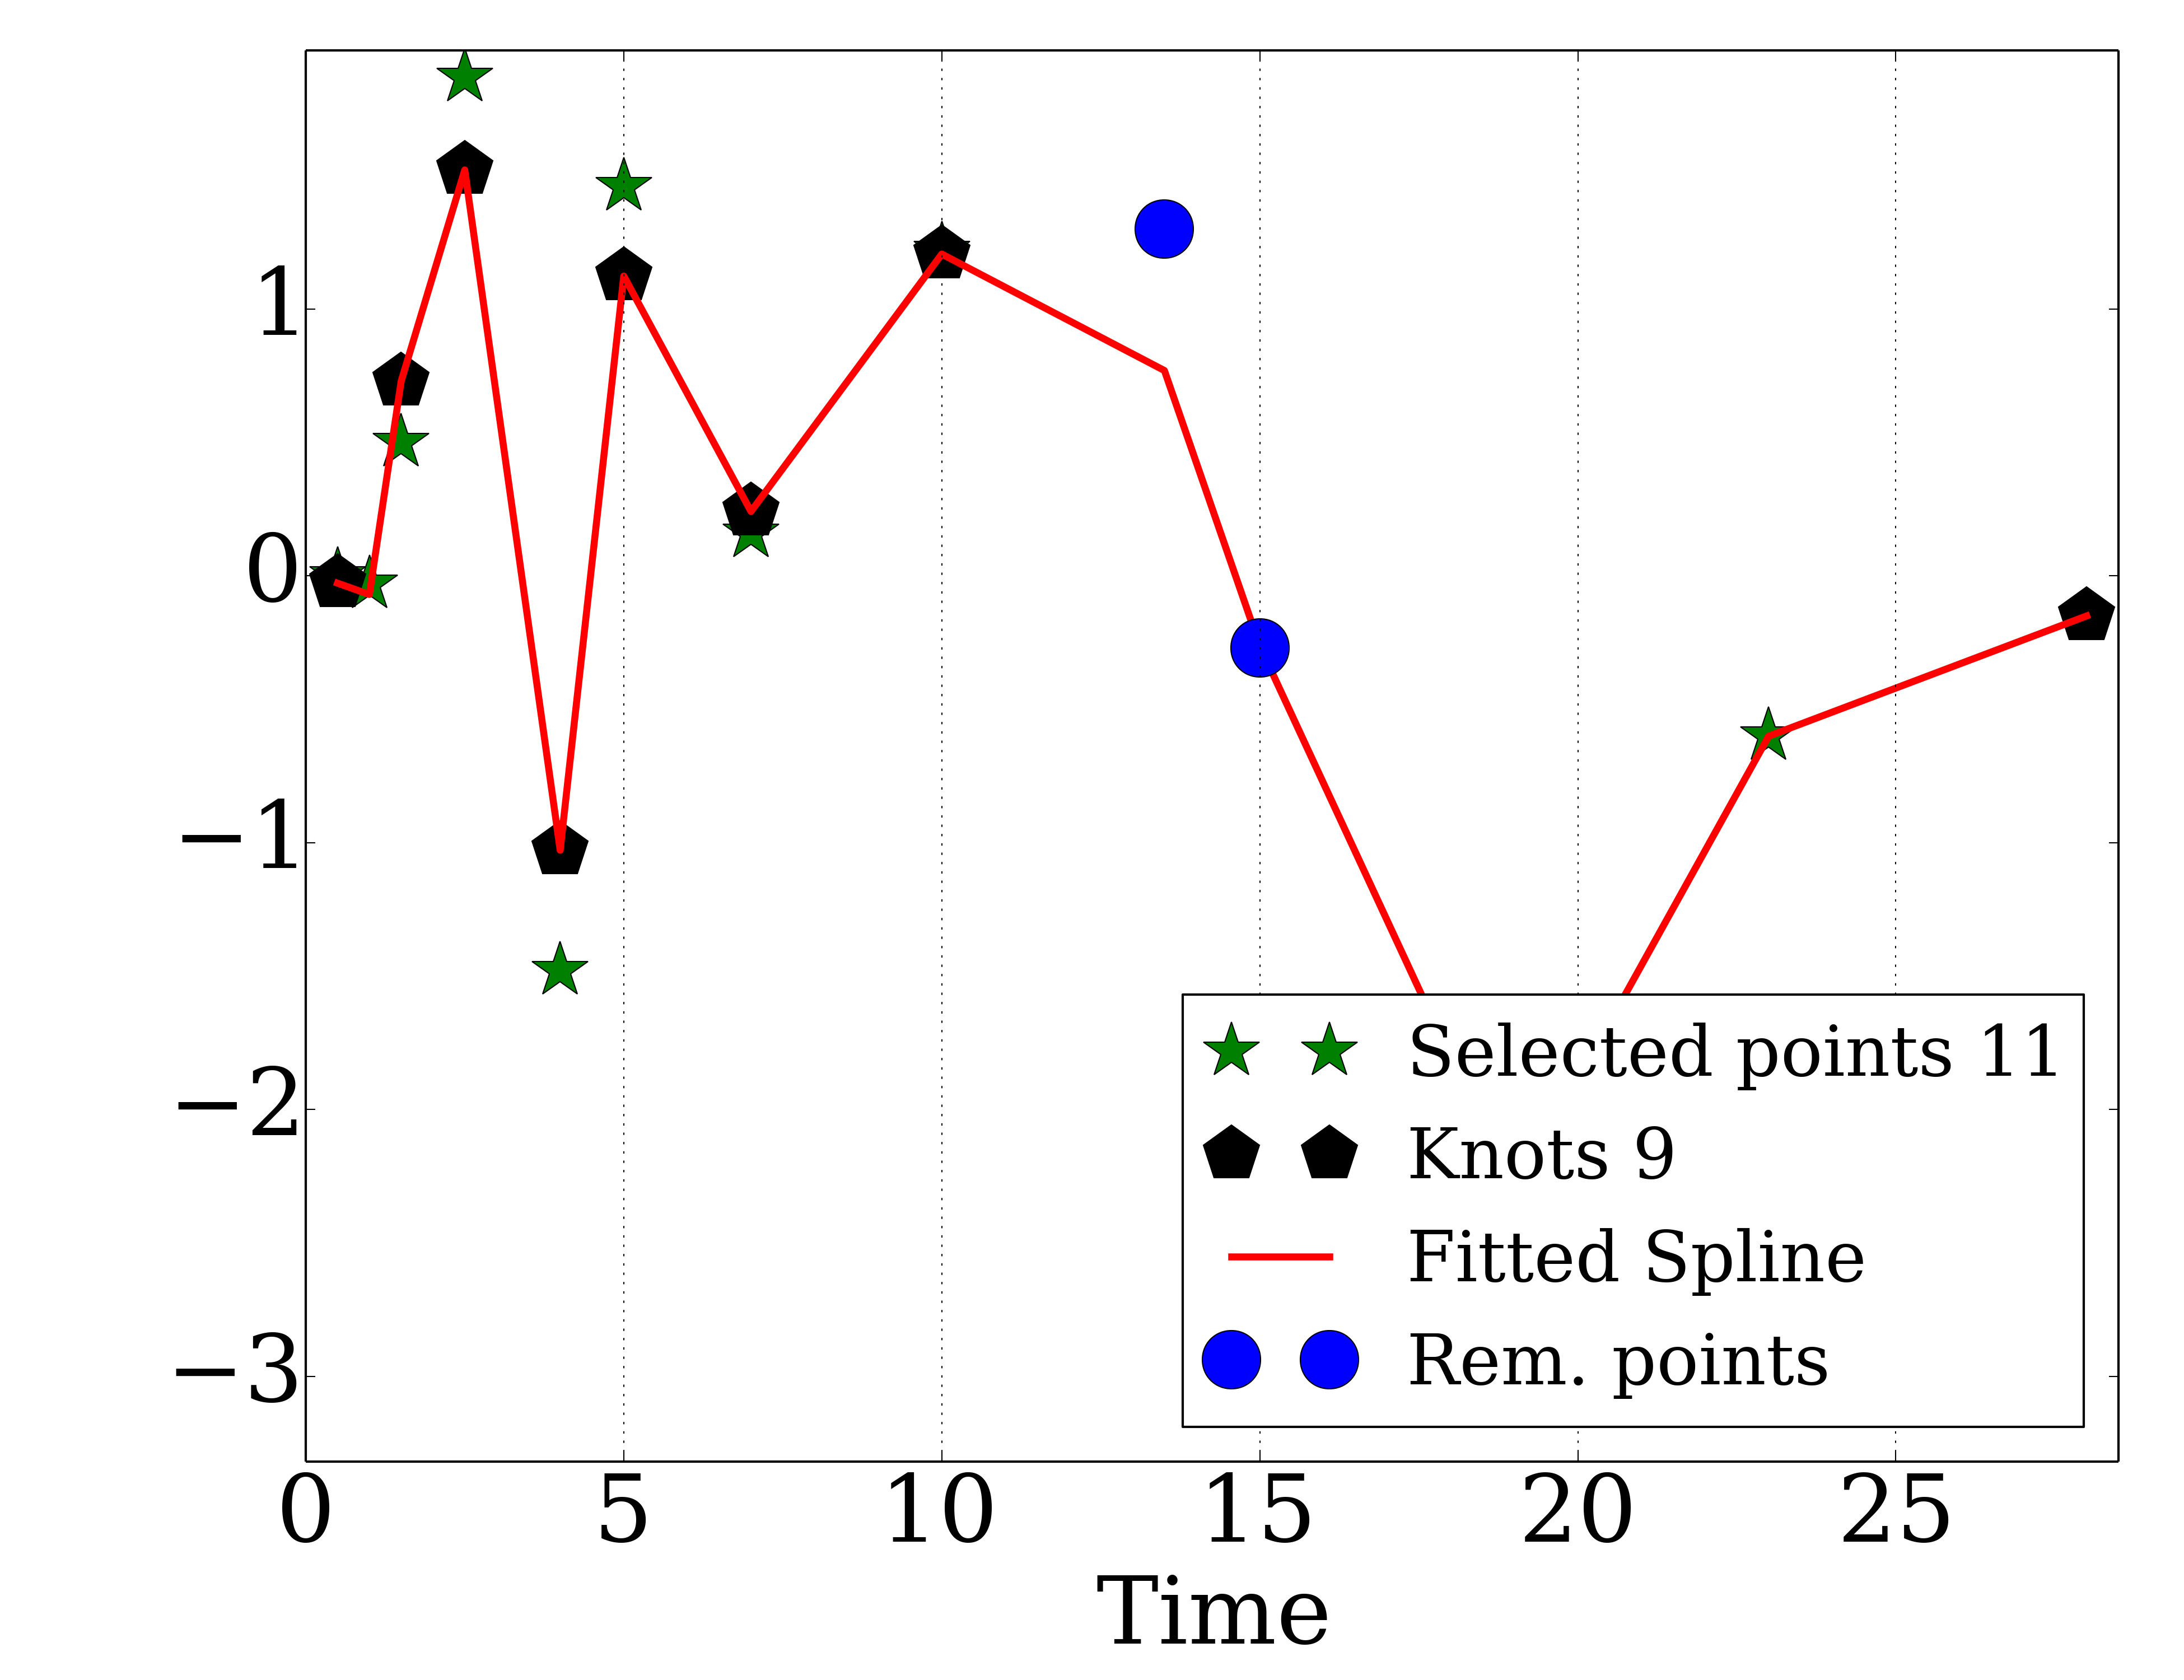 1
0
−1
−2
−3
0 5 10 15 20 25
Time
Selected points 11
Knots 9
Fitted Spline
Rem. points